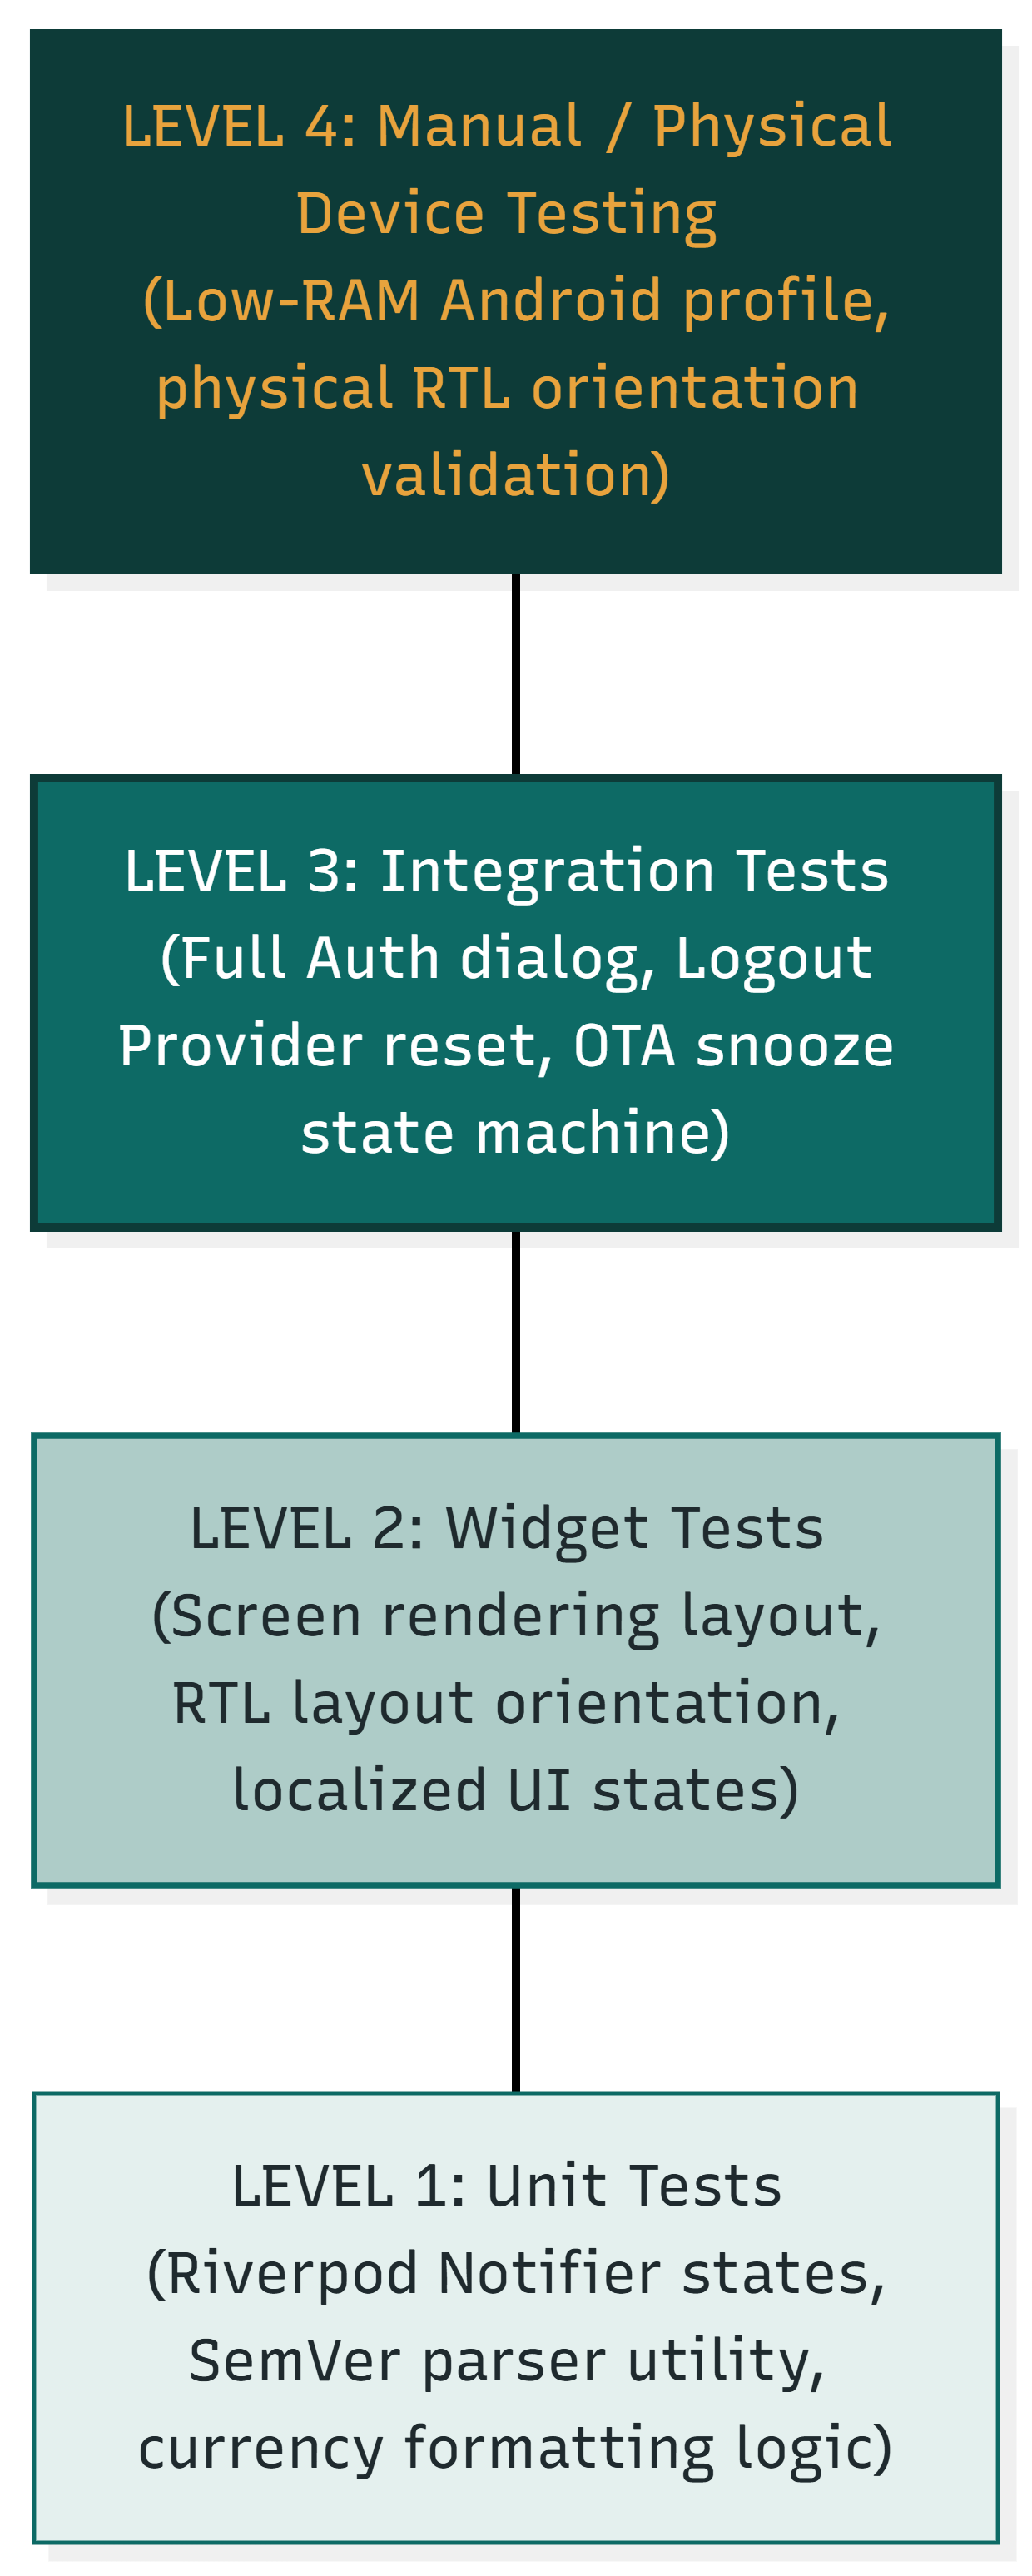 LEVEL 4: Manual / Physical
Device Testing
(Low-RAM Android profile,
physical RTL orientation
validation)
LEVEL 3: Integration Tests
(Full Auth dialog, Logout
Provider reset, OTA snooze
state machine)
LEVEL 2: Widget Tests
(Screen rendering layout,
RTL layout orientation,
localized UI states)
LEVEL 1: Unit Tests
(Riverpod Notifier states,
SemVer parser utility,
currency formatting logic)